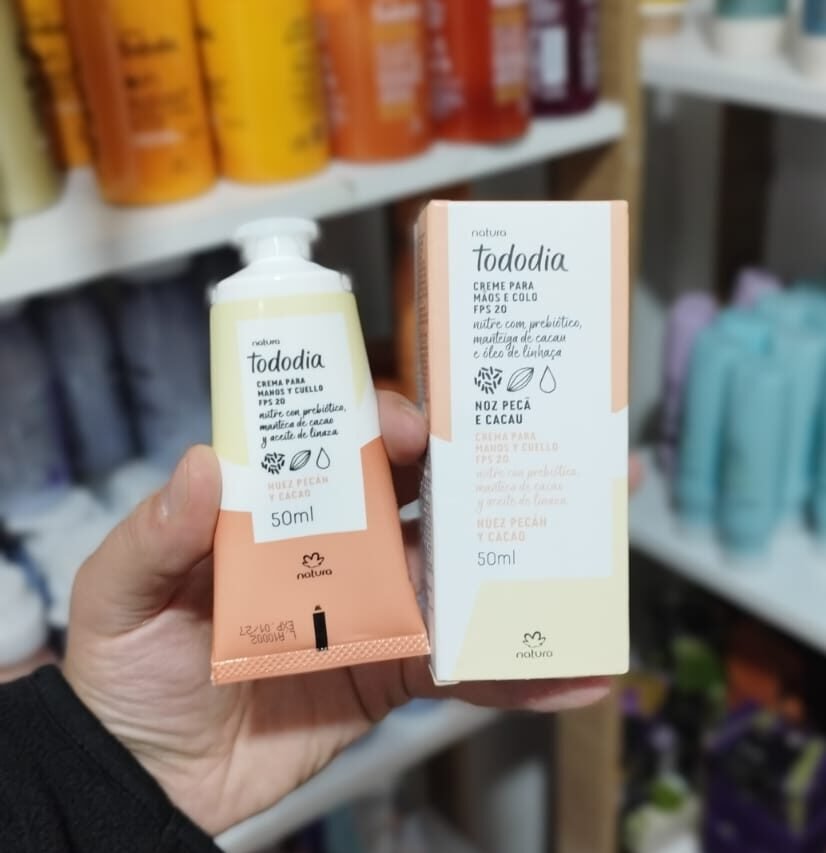 Tododia
natura
Tododia
CREMA PARA
MANOS Y CUELLO
FPS 20
nutre con prebiótico,
manteca de cacao
y aceite de linaza
NUEZ PECÁN
Y CACAO
50ml
natura
L
A10002
EXP. 01/27
natura
Tododia
CREME PARA
MÃOS E COLO
FPS 20
nutre com prebiótico,
manteiga de cacau
e óleo de linhaça
NOZ PECÃ
E CACAU
CREMA PARA
MANOS Y CUELLO
FPS 20
nutre con prebiótico,
manteca de cacao
y aceite de linaza
NUEZ PECÁN
Y CACAO
50ml
natura